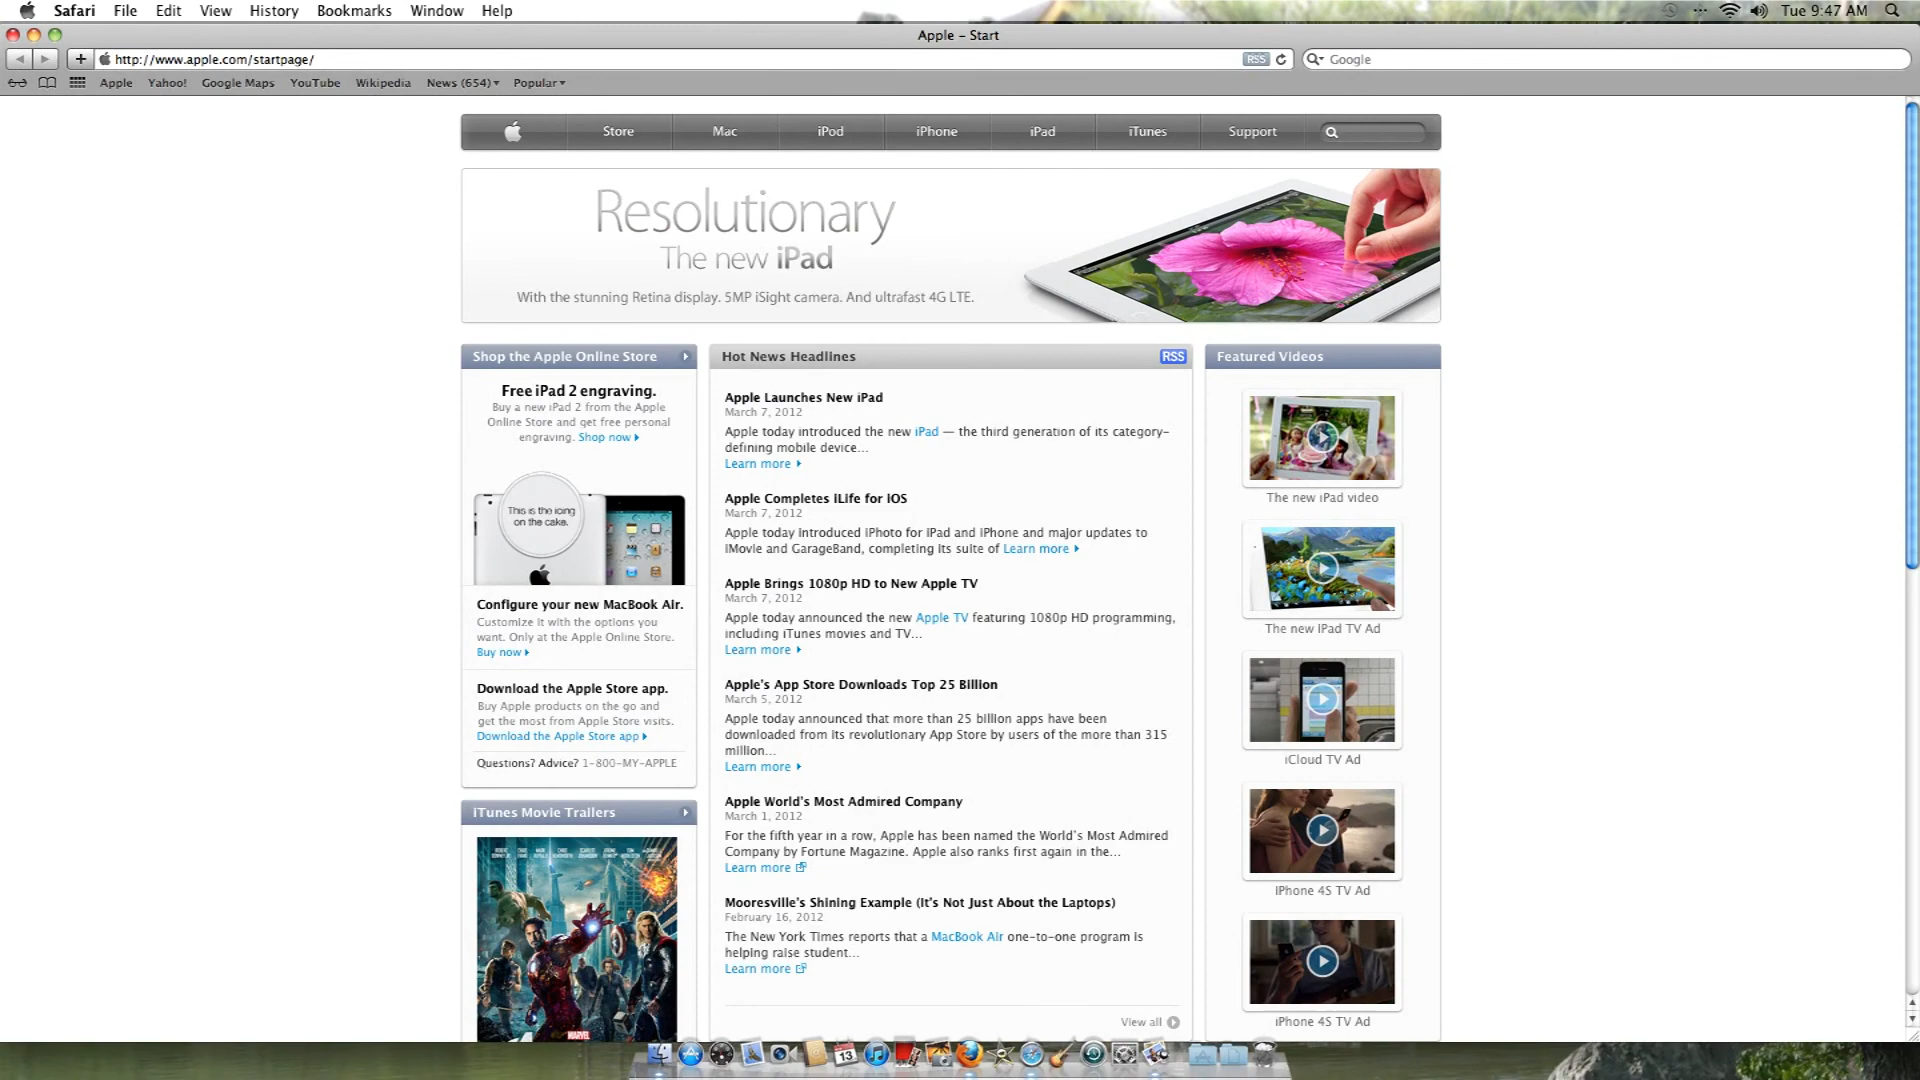 Safari File Edit View History Bookmarks Window Help
Tue 9:47 AM
Apple – Start
http://www.apple.com/startpage/
RSS
Google
Apple Yahoo! Google Maps YouTube Wikipedia News (654) Popular
Store Mac iPod iPhone iPad iTunes Support
Resolutionary
The new iPad
With the stunning Retina display. 5MP iSight camera. And ultrafast 4G LTE.
Shop the Apple Online Store
Free iPad 2 engraving.
Buy a new iPad 2 from the Apple
Online Store and get free personal
engraving. Shop now
This is the icing
on the cake.
Configure your new MacBook Air.
Customize it with the options you
want. Only at the Apple Online Store.
Buy now
Download the Apple Store app.
Buy Apple products on the go and
get the most from Apple Store visits.
Download the Apple Store app
Questions? Advice? 1-800-MY-APPLE
iTunes Movie Trailers
MARVEL
Hot News Headlines
RSS
Apple Launches New iPad
March 7, 2012
Apple today introduced the new iPad — the third generation of its category-
defining mobile device...
Learn more
Apple Completes iLife for iOS
March 7, 2012
Apple today introduced iPhoto for iPad and iPhone and major updates to
iMovie and GarageBand, completing its suite of Learn more
Apple Brings 1080p HD to New Apple TV
March 7, 2012
Apple today announced the new Apple TV featuring 1080p HD programming,
including iTunes movies and TV...
Learn more
Apple's App Store Downloads Top 25 Billion
March 5, 2012
Apple today announced that more than 25 billion apps have been
downloaded from its revolutionary App Store by users of the more than 315
million...
Learn more
Apple World's Most Admired Company
March 1, 2012
For the fifth year in a row, Apple has been named the World's Most Admired
Company by Fortune Magazine. Apple also ranks first again in the...
Learn more
Mooresville's Shining Example (It's Not Just About the Laptops)
February 16, 2012
The New York Times reports that a MacBook Air one-to-one program is
helping raise student...
Learn more
View all
Featured Videos
The new iPad video
The new iPad TV Ad
iCloud TV Ad
iPhone 4S TV Ad
iPhone 4S TV Ad
13